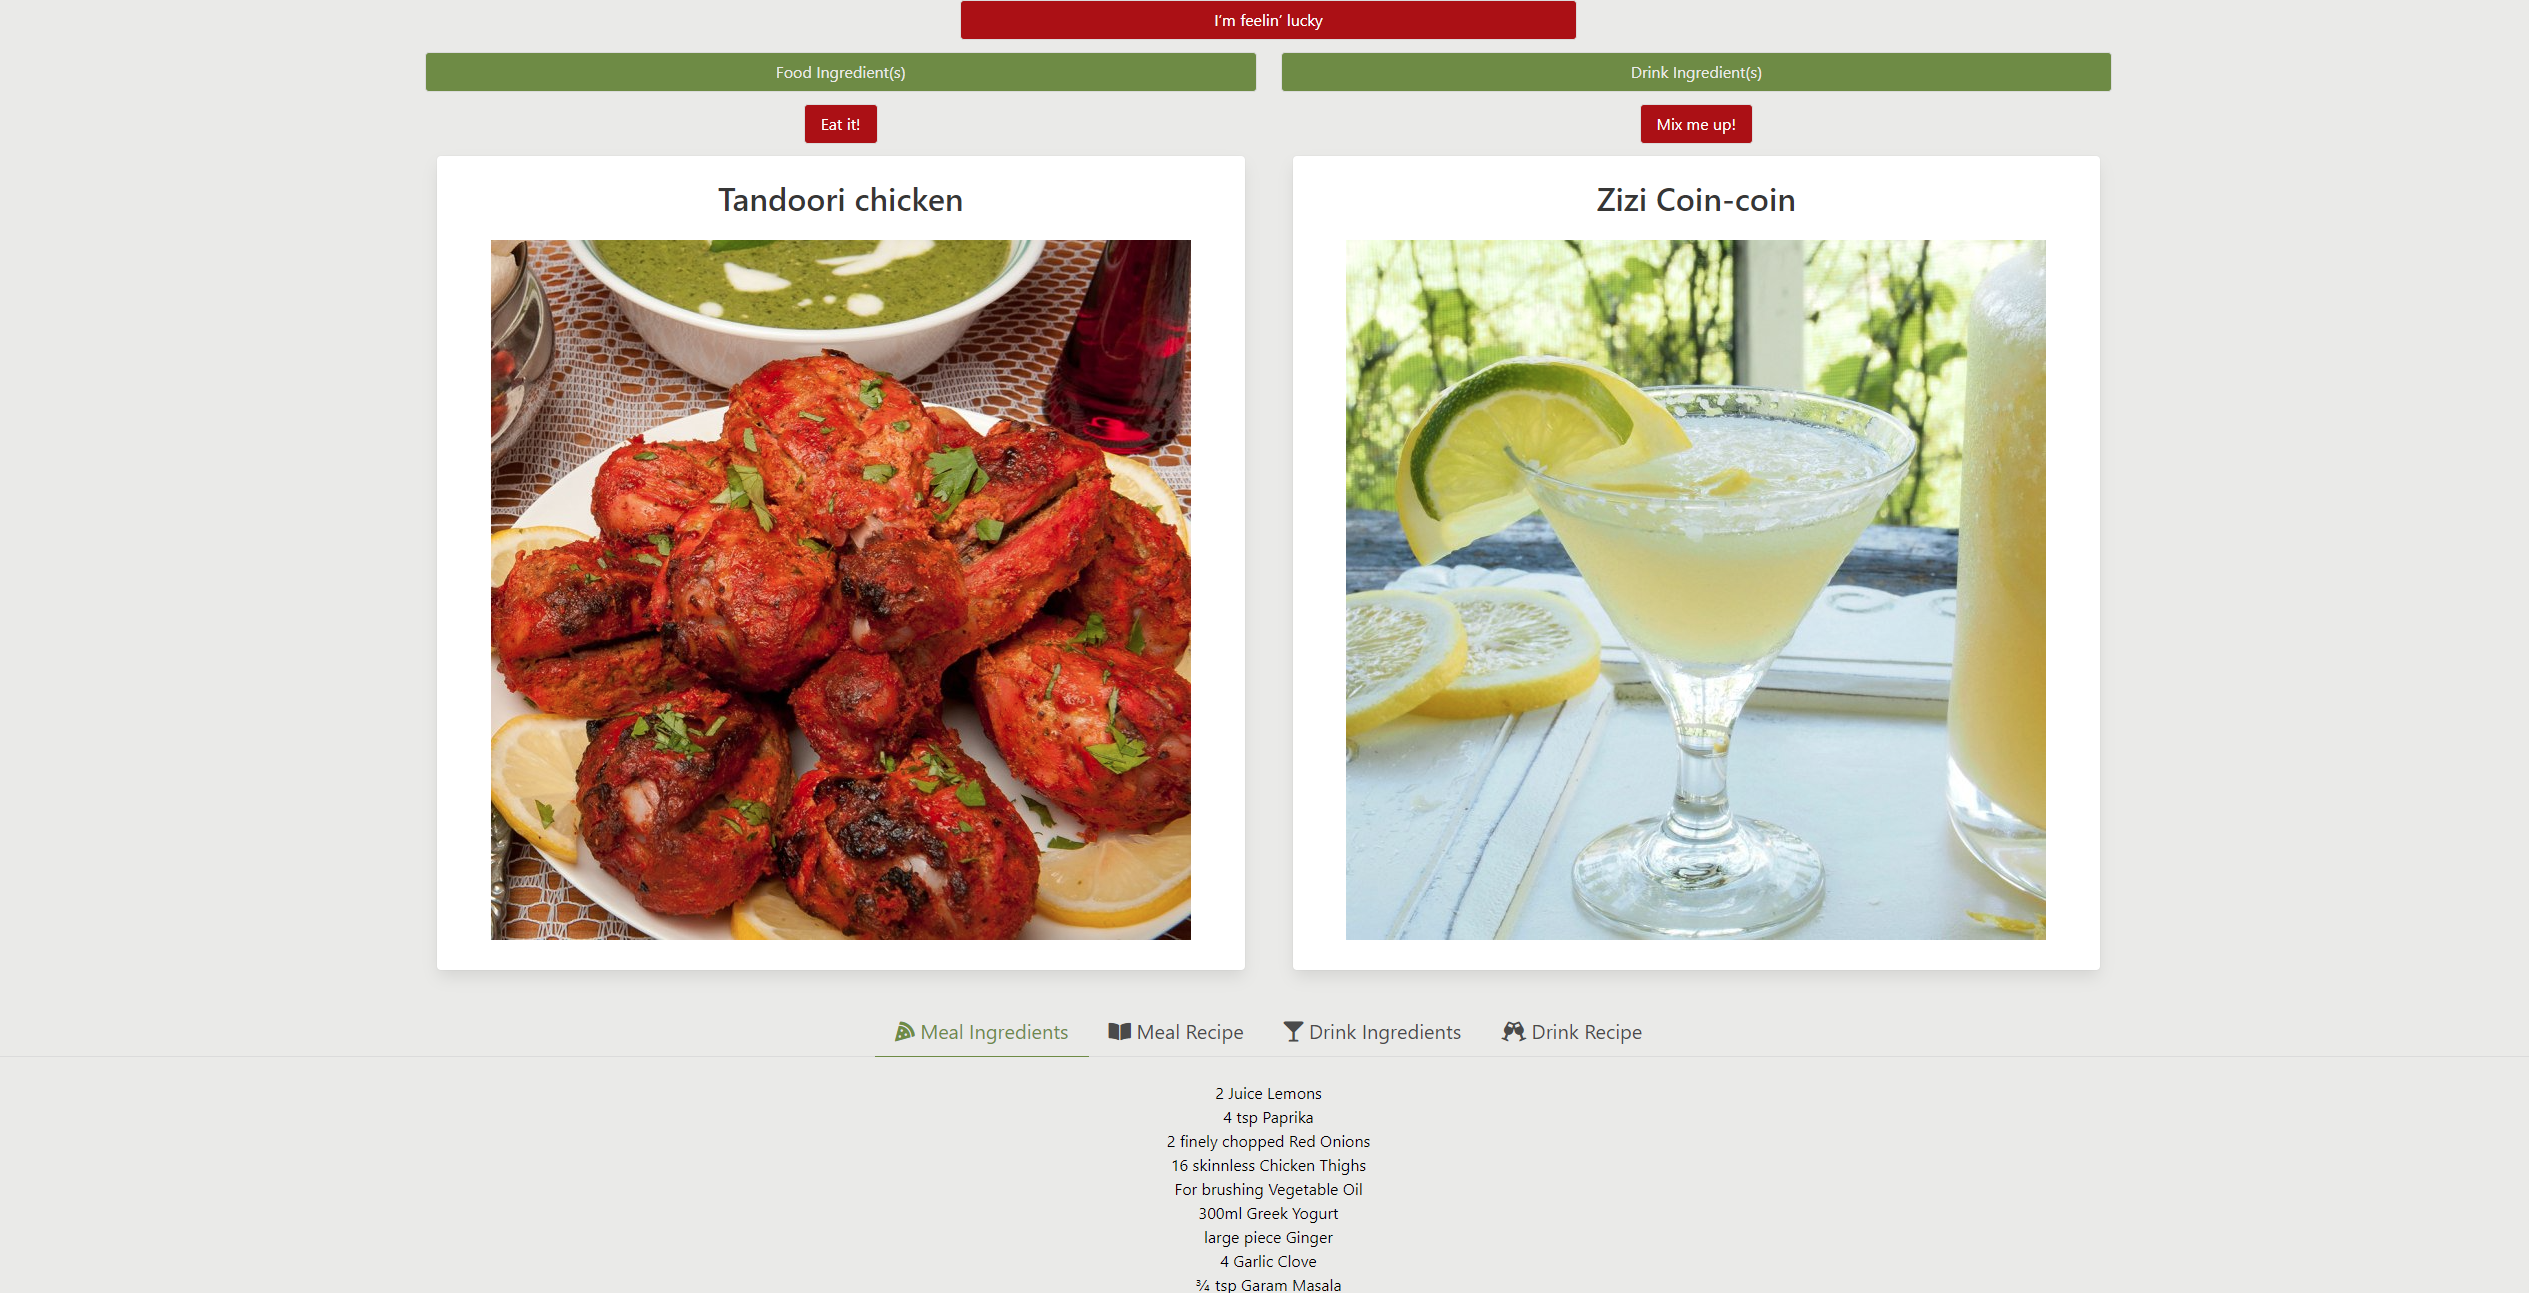 I'm feelin' lucky
Food Ingredient(s)
Drink Ingredient(s)
Eat it!
Mix me up!
Tandoori chicken
Zizi Coin-coin
Meal Ingredients
Meal Recipe
Drink Ingredients
Drink Recipe
2 Juice Lemons
4 tsp Paprika
2 finely chopped Red Onions
16 skinnless Chicken Thighs
For brushing Vegetable Oil
300ml Greek Yogurt
large piece Ginger
4 Garlic Clove
¾ tsp Garam Masala